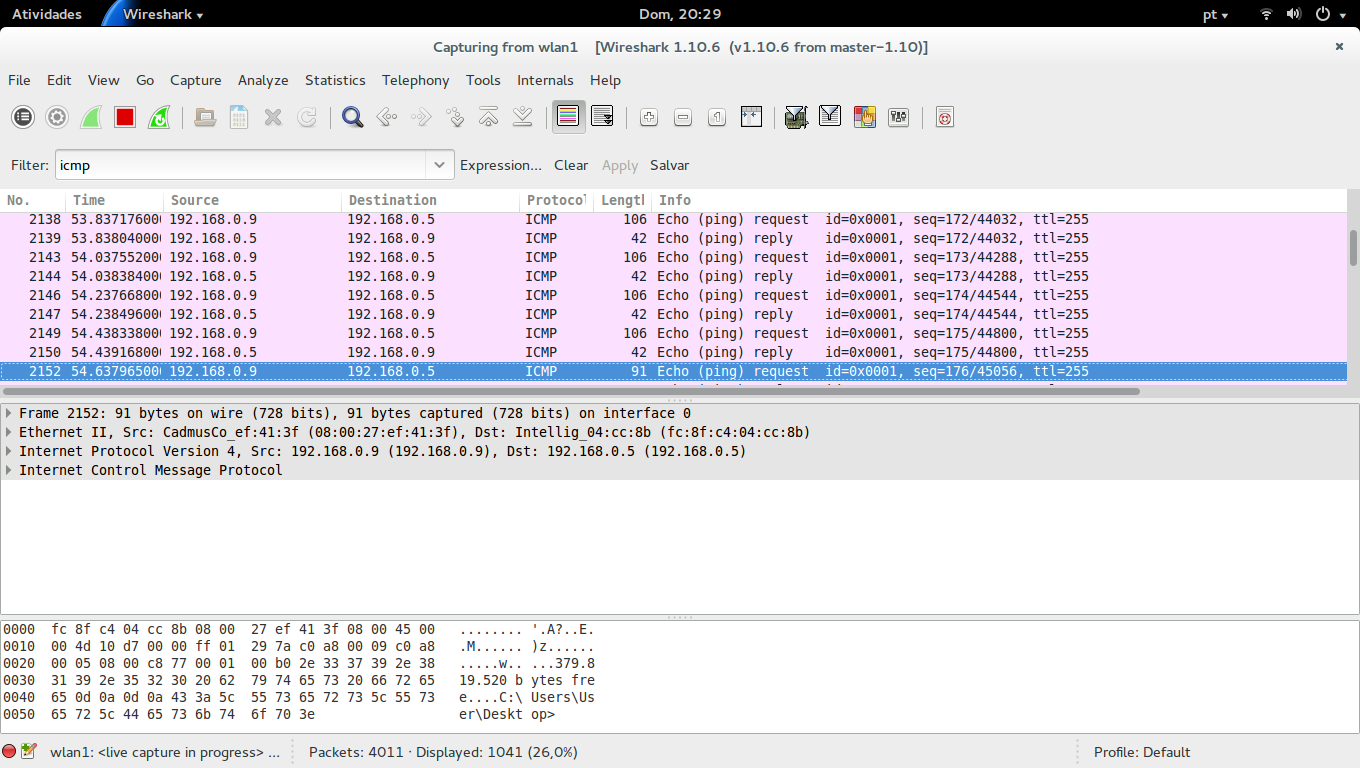 Atividades Wireshark Dom, 20:29 pt
Capturing from wlan1 [Wireshark 1.10.6 (v1.10.6 from master-1.10)]
File Edit View Go Capture Analyze Statistics Telephony Tools Internals Help
Filter: icmp Expression... Clear Apply Salvar
No. Time Source Destination Protocol Length Info
2138 53.837176000 192.168.0.9 192.168.0.5 ICMP 106 Echo (ping) request id=0x0001, seq=172/44032, ttl=255
2139 53.838040000 192.168.0.5 192.168.0.9 ICMP 42 Echo (ping) reply id=0x0001, seq=172/44032, ttl=255
2143 54.037552000 192.168.0.9 192.168.0.5 ICMP 106 Echo (ping) request id=0x0001, seq=173/44288, ttl=255
2144 54.038384000 192.168.0.5 192.168.0.9 ICMP 42 Echo (ping) reply id=0x0001, seq=173/44288, ttl=255
2146 54.237668000 192.168.0.9 192.168.0.5 ICMP 106 Echo (ping) request id=0x0001, seq=174/44544, ttl=255
2147 54.238496000 192.168.0.5 192.168.0.9 ICMP 42 Echo (ping) reply id=0x0001, seq=174/44544, ttl=255
2149 54.438338000 192.168.0.9 192.168.0.5 ICMP 106 Echo (ping) request id=0x0001, seq=175/44800, ttl=255
2150 54.439168000 192.168.0.5 192.168.0.9 ICMP 42 Echo (ping) reply id=0x0001, seq=175/44800, ttl=255
2152 54.637965000 192.168.0.9 192.168.0.5 ICMP 91 Echo (ping) request id=0x0001, seq=176/45056, ttl=255
Frame 2152: 91 bytes on wire (728 bits), 91 bytes captured (728 bits) on interface 0
Ethernet II, Src: CadmusCo_ef:41:3f (08:00:27:ef:41:3f), Dst: Intellig_04:cc:8b (fc:8f:c4:04:cc:8b)
Internet Protocol Version 4, Src: 192.168.0.9 (192.168.0.9), Dst: 192.168.0.5 (192.168.0.5)
Internet Control Message Protocol
0000 fc 8f c4 04 cc 8b 08 00 27 ef 41 3f 08 00 45 00 ........ '.A?..E.
0010 00 4d 10 d7 00 00 ff 01 29 7a c0 a8 00 09 c0 a8 .M...... )z......
0020 00 05 08 00 c8 77 00 01 00 b0 2e 33 37 39 2e 38 .....w.. ...379.8
0030 31 39 2e 35 32 30 20 62 79 74 65 73 20 66 72 65 19.520 b ytes fre
0040 65 0d 0a 0d 0a 43 3a 5c 55 73 65 72 73 5c 55 73 e....C:\ Users\Us
0050 65 72 5c 44 65 73 6b 74 6f 70 3e er\Deskt op>
wlan1: <live capture in progress> ... Packets: 4011 · Displayed: 1041 (26,0%) Profile: Default